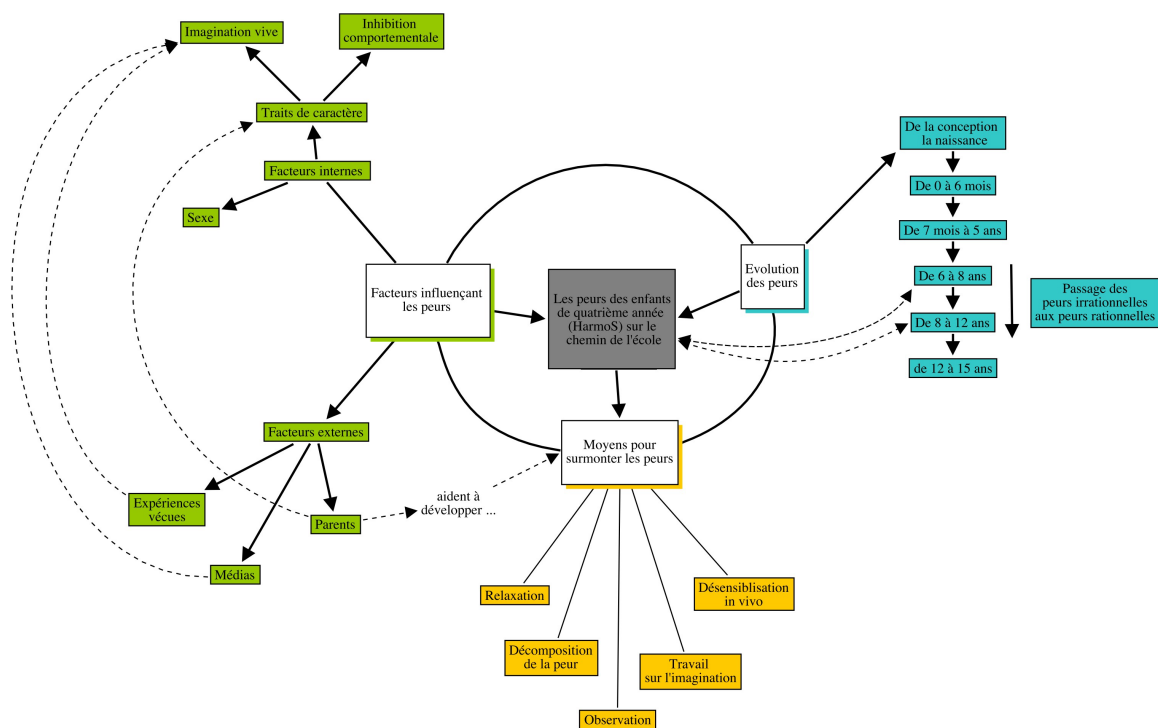 Imagination vive
Inhibition
comportementale
Traits de caractère
Facteurs internes
Sexe
Facteurs influençant
les peurs
Les peurs des enfants
de quatrième année
(HarmoS) sur le
chemin de l'école
Evolution
des peurs
De la conception
la naissance
De 0 à 6 mois
De 7 mois à 5 ans
De 6 à 8 ans
De 8 à 12 ans
de 12 à 15 ans
Passage des
peurs irrationnelles
aux peurs rationnelles
Facteurs externes
Expériences
vécues
Parents
Médias
aident à
développer ...
Moyens pour
surmonter les peurs
Relaxation
Décomposition
de la peur
Observation
Travail
sur l'imagination
Désensiblisation
in vivo